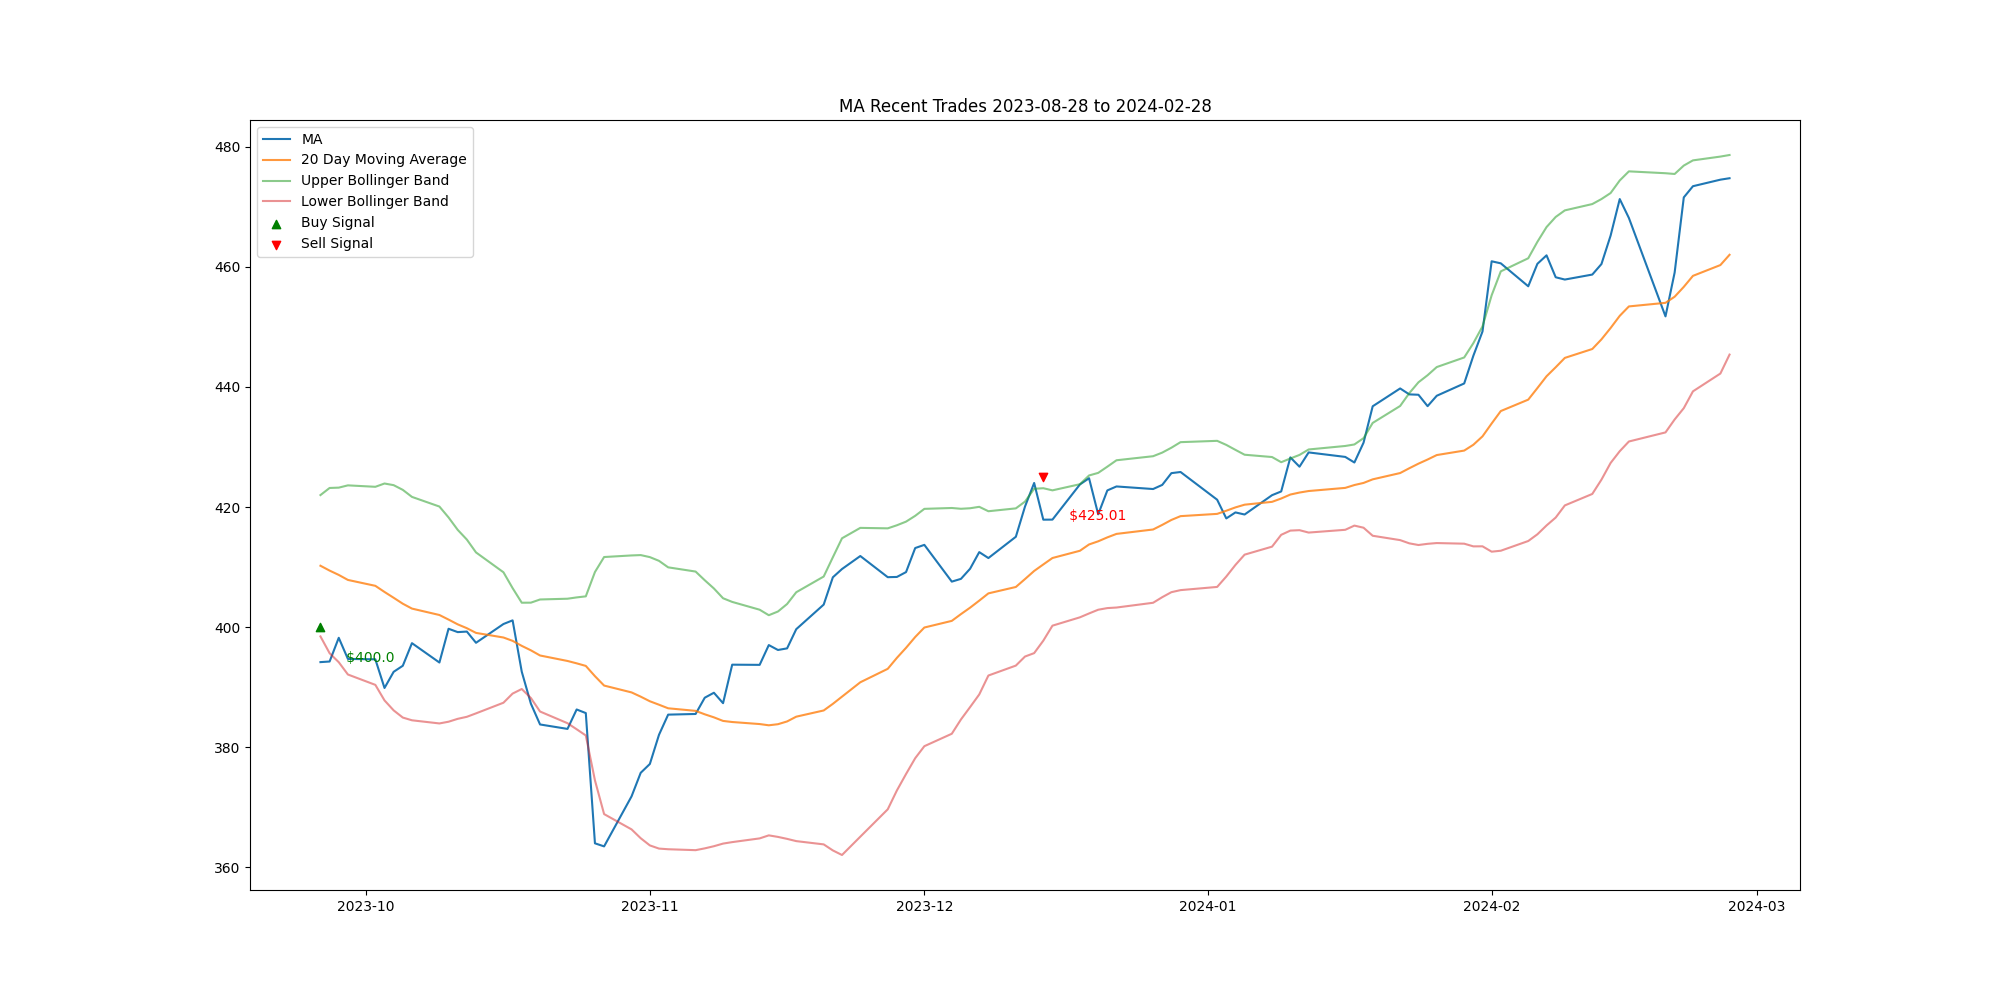 MA Recent Trades 2023-08-28 to 2024-02-28
MA
20 Day Moving Average
Upper Bollinger Band
Lower Bollinger Band
Buy Signal
Sell Signal
480
460
440
420
400
380
360
$425.01
$400.0
2023-10
2023-11
2023-12
2024-01
2024-02
2024-03